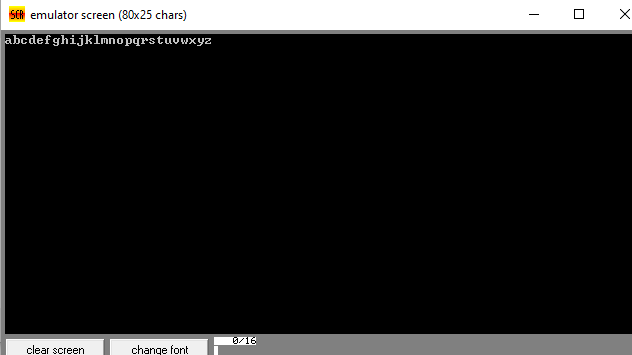 emulator screen (80x25 chars)
abcdefghijklmnopqrstuvwxyz
clear screen
change font
0/16